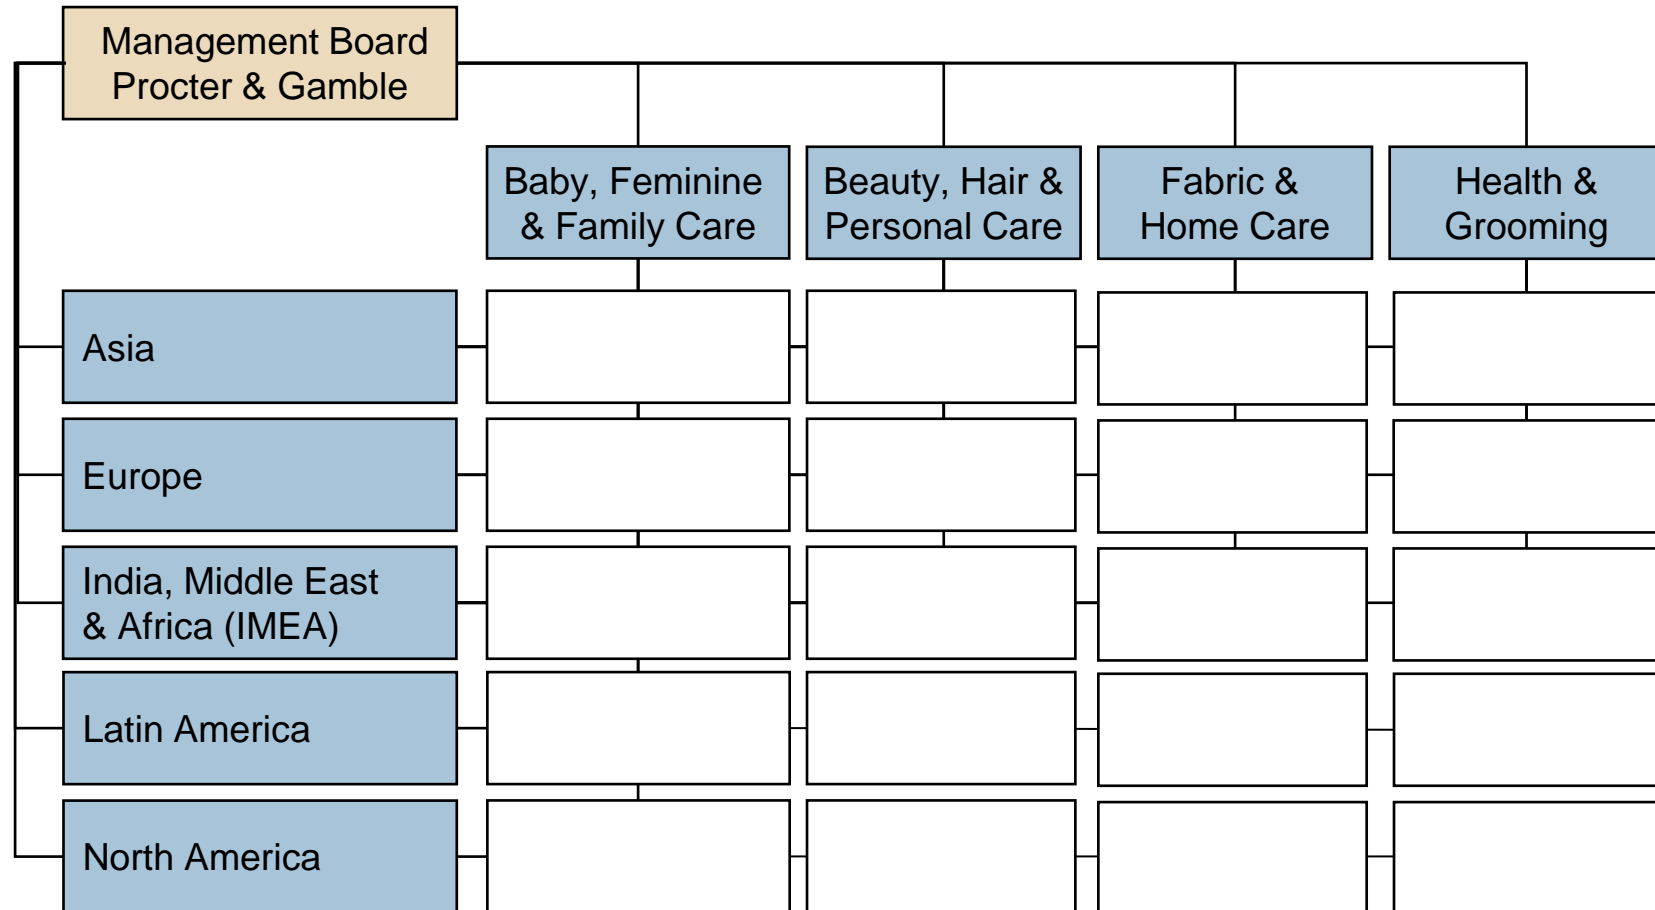 Management Board
Procter & Gamble
Baby, Feminine
& Family Care
Beauty, Hair &
Personal Care
Fabric &
Home Care
Health &
Grooming
Asia
Europe
India, Middle East
& Africa (IMEA)
Latin America
North America